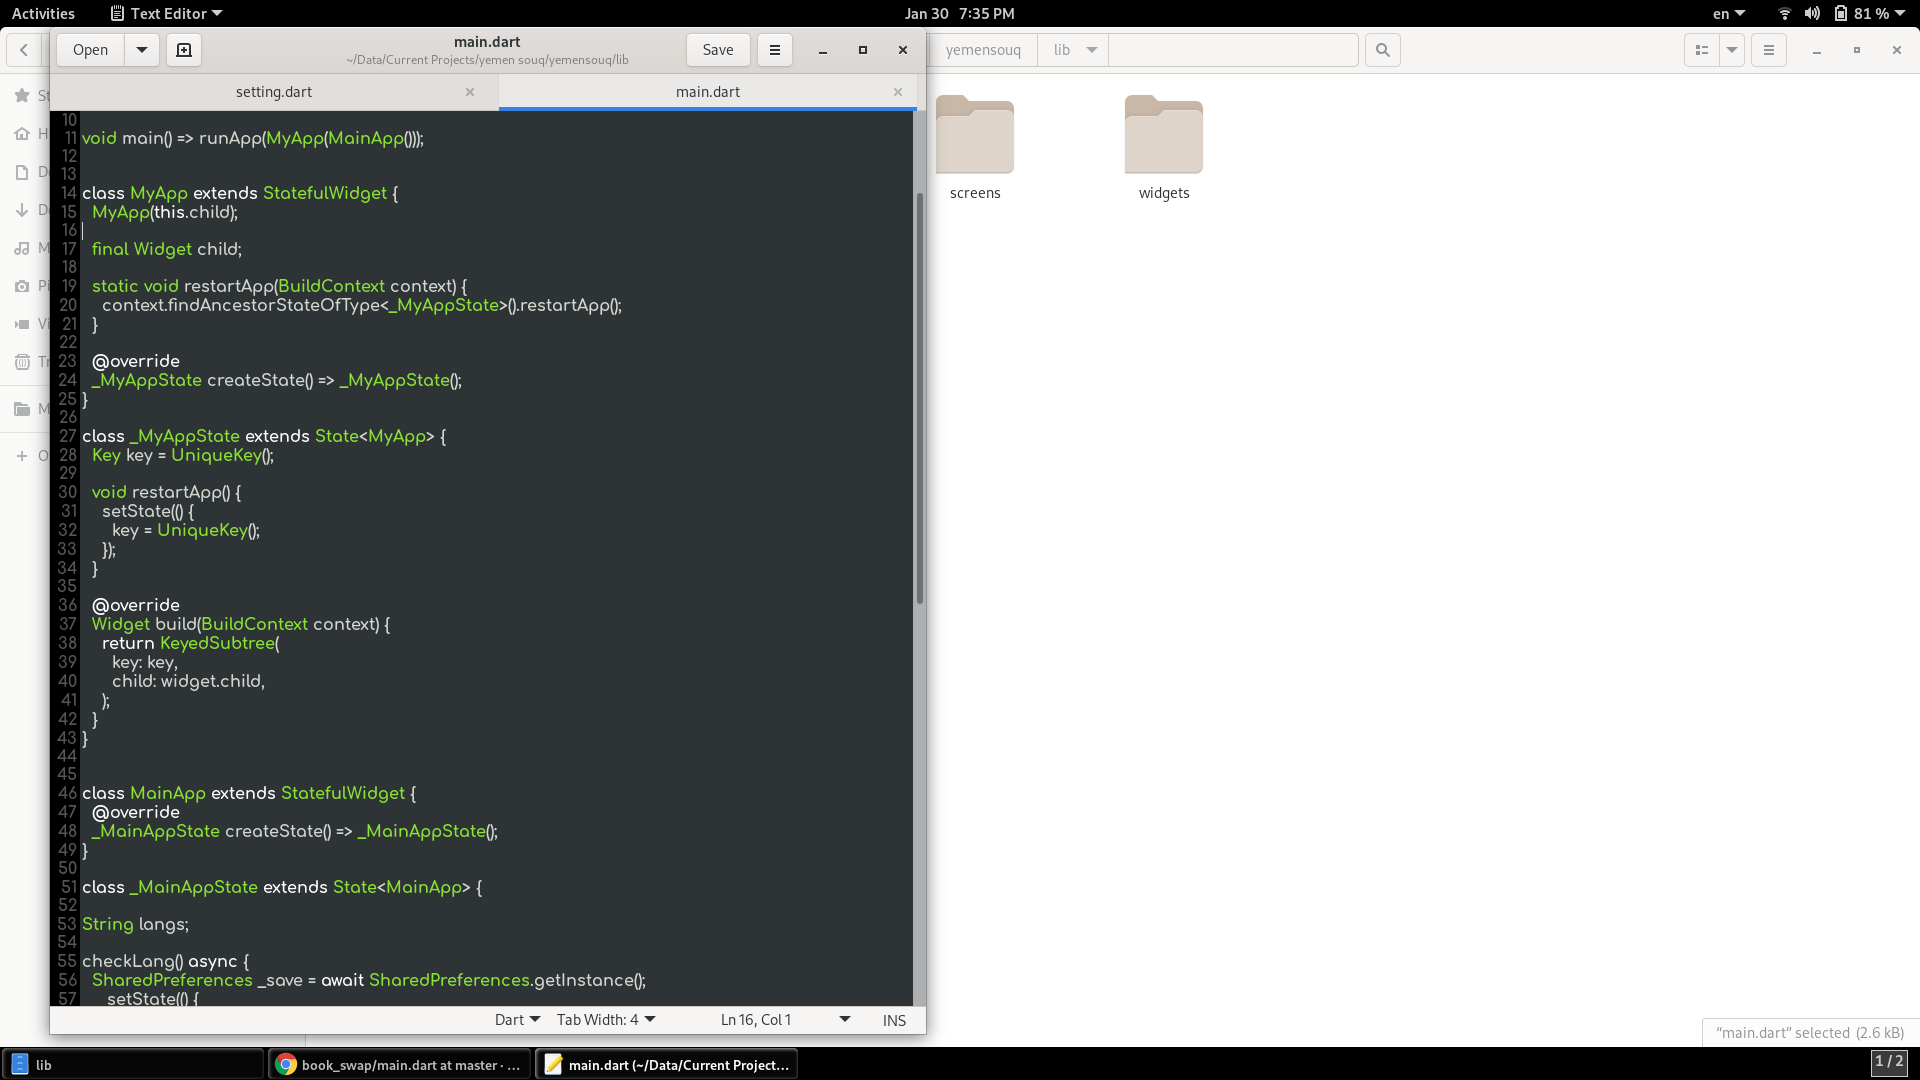 Activities
Text Editor
Jan 30 7:35 PM
en
81 %
Open
main.dart
~/Data/Current Projects/yemen souq/yemensouq/lib
Save
yemensouq
lib
setting.dart
main.dart
10
11 void main() => runApp(MyApp(MainApp()));
12
13
14 class MyApp extends StatefulWidget {
15 MyApp(this.child);
16
17 final Widget child;
18
19 static void restartApp(BuildContext context) {
20 context.findAncestorStateOfType<_MyAppState>().restartApp();
21 }
22
23 @override
24 _MyAppState createState() => _MyAppState();
25 }
26
27 class _MyAppState extends State<MyApp> {
28 Key key = UniqueKey();
29
30 void restartApp() {
31 setState(() {
32 key = UniqueKey();
33 });
34 }
35
36 @override
37 Widget build(BuildContext context) {
38 return KeyedSubtree(
39 key: key,
40 child: widget.child,
41 );
42 }
43 }
44
45
46 class MainApp extends StatefulWidget {
47 @override
48 _MainAppState createState() => _MainAppState();
49 }
50
51 class _MainAppState extends State<MainApp> {
52
53 String langs;
54
55 checkLang() async {
56 SharedPreferences _save = await SharedPreferences.getInstance();
57 setState(() {
Dart
Tab Width: 4
Ln 16, Col 1
INS
screens
widgets
"main.dart" selected (2.6 kB)
lib
book_swap/main.dart at master · ...
main.dart (~/Data/Current Project...
1 / 2